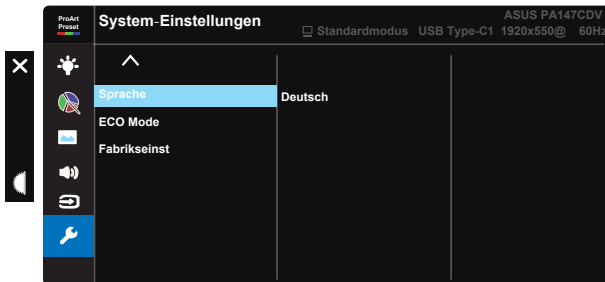 ProArt
Preset
System-Einstellungen
ASUS PA147CDV
Standardmodus USB Type-C1 1920x550@ 60Hz
Sprache
Deutsch
ECO Mode
Fabrikseinst